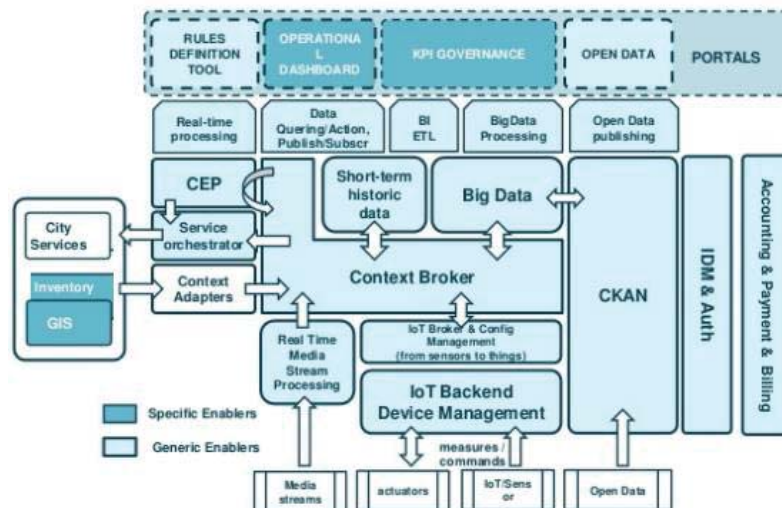 RULES
DEFINITION
TOOL
OPERATIONA
L
DASHBOARD
KPI GOVERNANCE
OPEN DATA
PORTALS
Real-time
processing
Data
Quering/Action,
Publish/Subscr
BI
ETL
BigData
Processing
Open Data
publishing
CEP
Short-term
historic
data
Big Data
City
Services
Service
orchestrator
Inventory
GIS
Context
Adapters
Context Broker
CKAN
IDM & Auth
Accounting & Payment & Billing
Real Time
Media
Stream
Processing
IoT Broker & Config
Management
(from sensors to things)
IoT Backend
Device Management
Specific Enablers
Generic Enablers
measures /
commands
Media
streams
actuators
IoT/Sens
or
Open Data